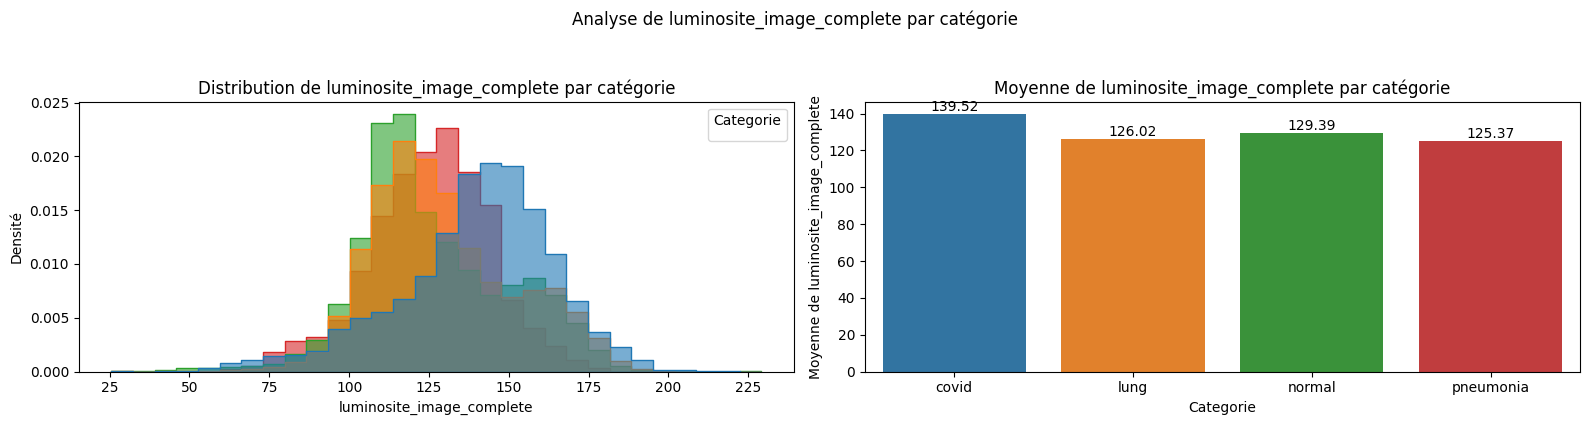 Analyse de luminosite_image_complete par catégorie
Distribution de luminosite_image_complete par catégorie
Densité
0.025
0.020
0.015
0.010
0.005
0.000
Categorie
25 50 75 100 125 150 175 200 225
luminosite_image_complete
Moyenne de luminosite_image_complete par catégorie
Moyenne de luminosite_image_complete
140
120
100
80
60
40
20
0
139.52 126.02 129.39 125.37
covid lung normal pneumonia
Categorie